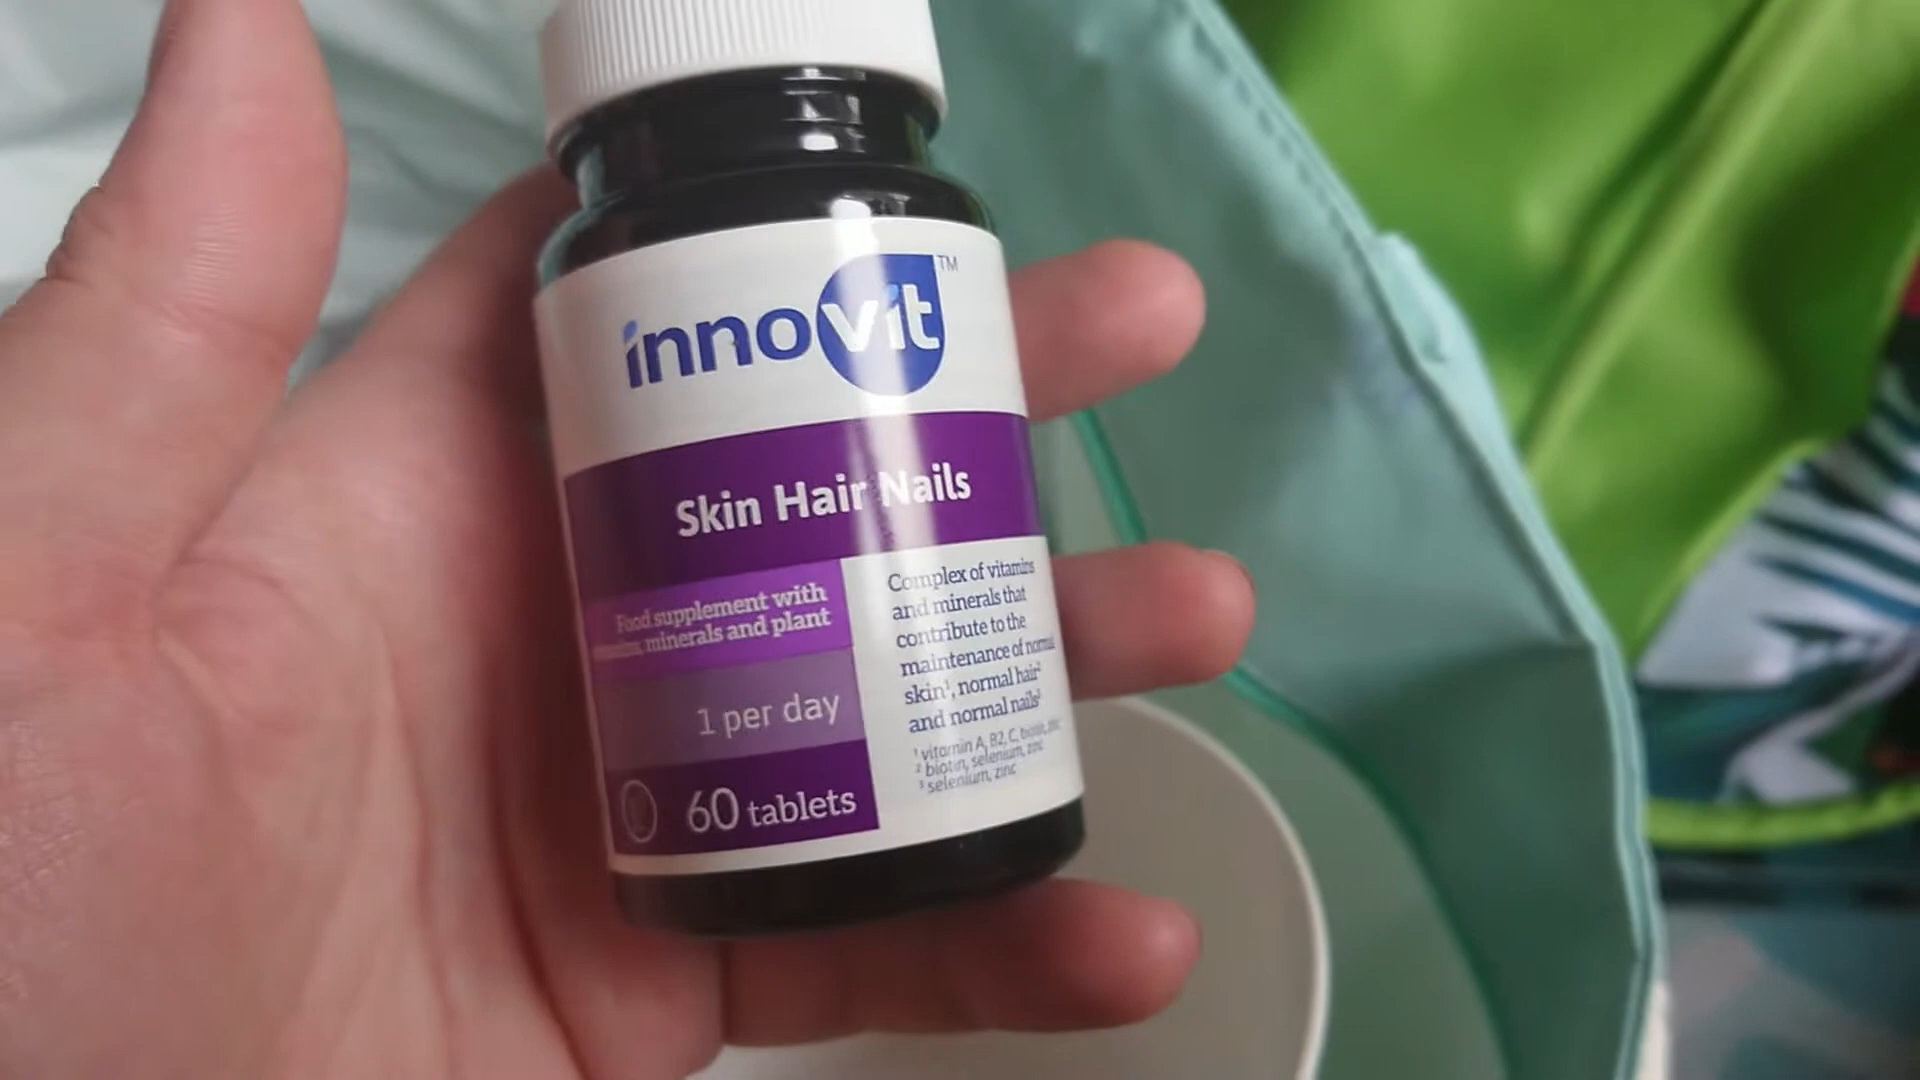 innovit™
Skin Hair Nails
Food supplement with
minerals and plant
1 per day
60 tablets
Complex of vitamins
and minerals that
contribute to the
maintenance of normal
skin¹, normal hair²
and normal nails³
¹ vitamin A, B2, C, biotin, zinc
² biotin, selenium, zinc
³ selenium, zinc